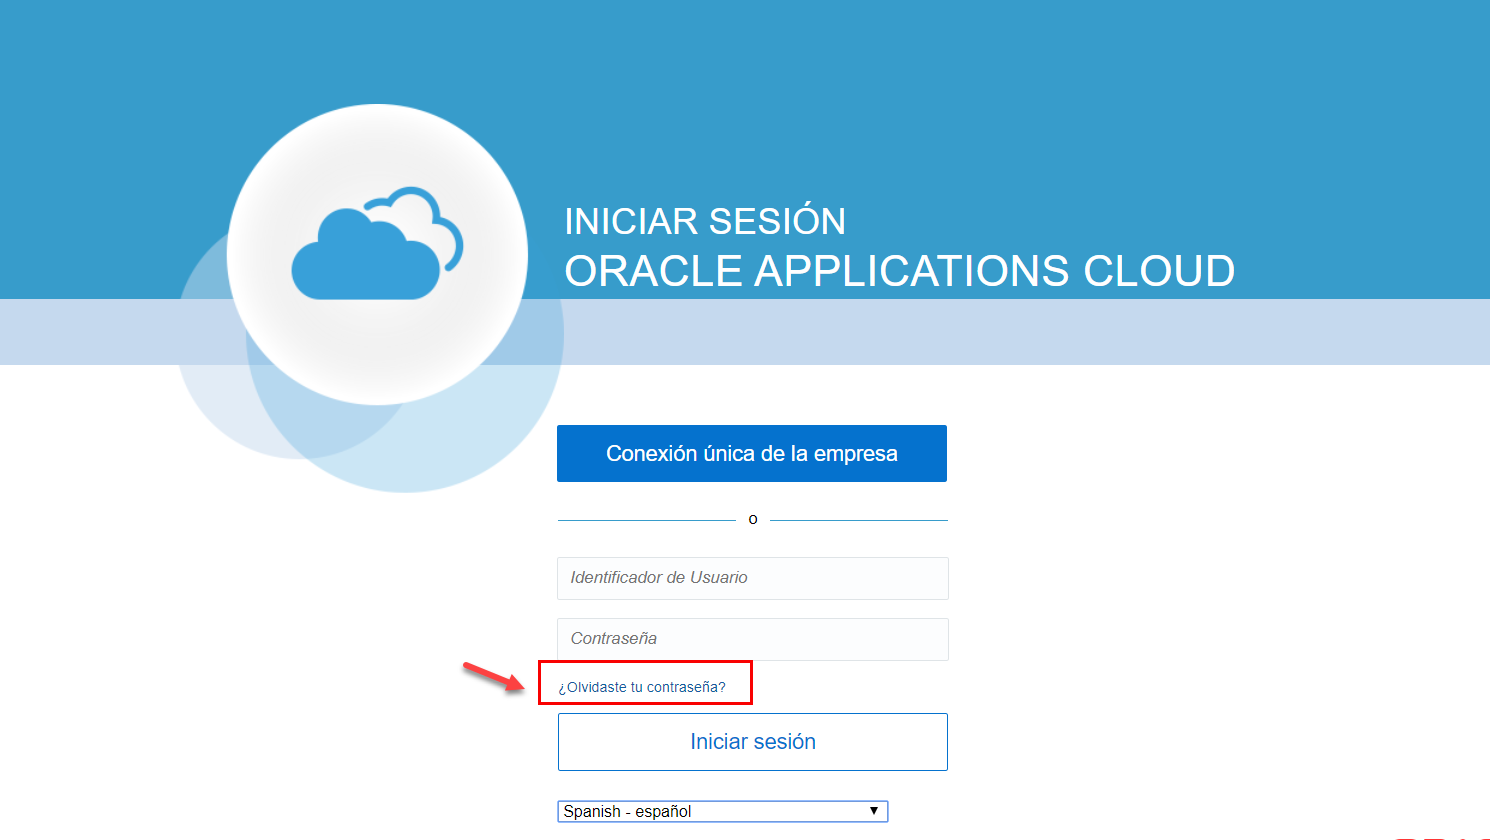 INICIAR SESIÓN
ORACLE APPLICATIONS CLOUD
Conexión única de la empresa
o
Identificador de Usuario
Contraseña
¿Olvidaste tu contraseña?
Iniciar sesión
Spanish - español